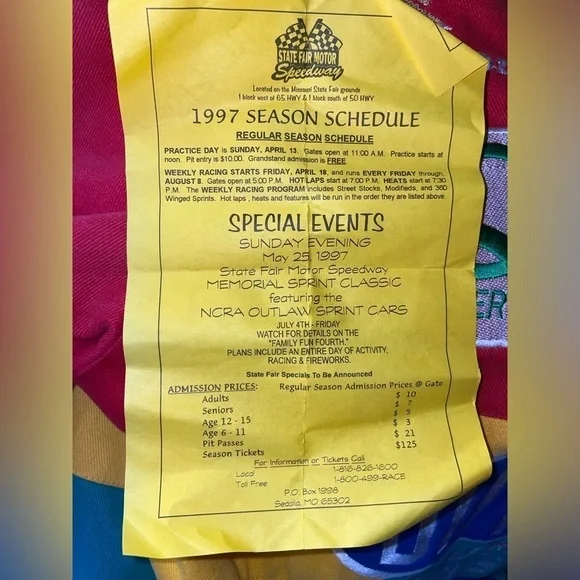 STATE FAIR MOTOR
Speedway
Located on the Missouri State Fair grounds
1 block west of 65 HWY & 1 block south of 50 HWY
1997 SEASON SCHEDULE
REGULAR SEASON SCHEDULE
PRACTICE DAY is SUNDAY, APRIL 13. Gates open at 11:00 A.M. Practice starts at
noon. Pit entry is $10.00. Grandstand admission is FREE.
WEEKLY RACING STARTS FRIDAY, APRIL 18, and runs EVERY FRIDAY through,
AUGUST 8. Gates open at 5:00 P.M. HOT LAPS start at 7:00 P.M. HEATS start at 7:30
P.M. The WEEKLY RACING PROGRAM includes Street Stocks, Modifieds, and 360
Winged Sprints. Hot laps , heats and features will be run in the order they are listed above.
SPECIAL EVENTS
SUNDAY EVENING
May 25, 1997
State Fair Motor Speedway
MEMORIAL SPRINT CLASSIC
featuring the
NCRA OUTLAW SPRINT CARS
JULY 4TH - FRIDAY
WATCH FOR DETAILS ON THE
"FAMILY FUN FOURTH."
PLANS INCLUDE AN ENTIRE DAY OF ACTIVITY,
RACING & FIREWORKS.
State Fair Specials To Be Announced
ADMISSION PRICES: Regular Season Admission Prices @ Gate
Adults $ 10
Seniors $ 7
Age 12 - 15 $ 5
Age 6 - 11 $ 3
Pit Passes $ 21
Season Tickets $125
For Information or Tickets Call
Local 1-816-826-1600
Toll Free 1-800-499-RACE
P.O. Box 1998
Sedalia, MO 65302
ER